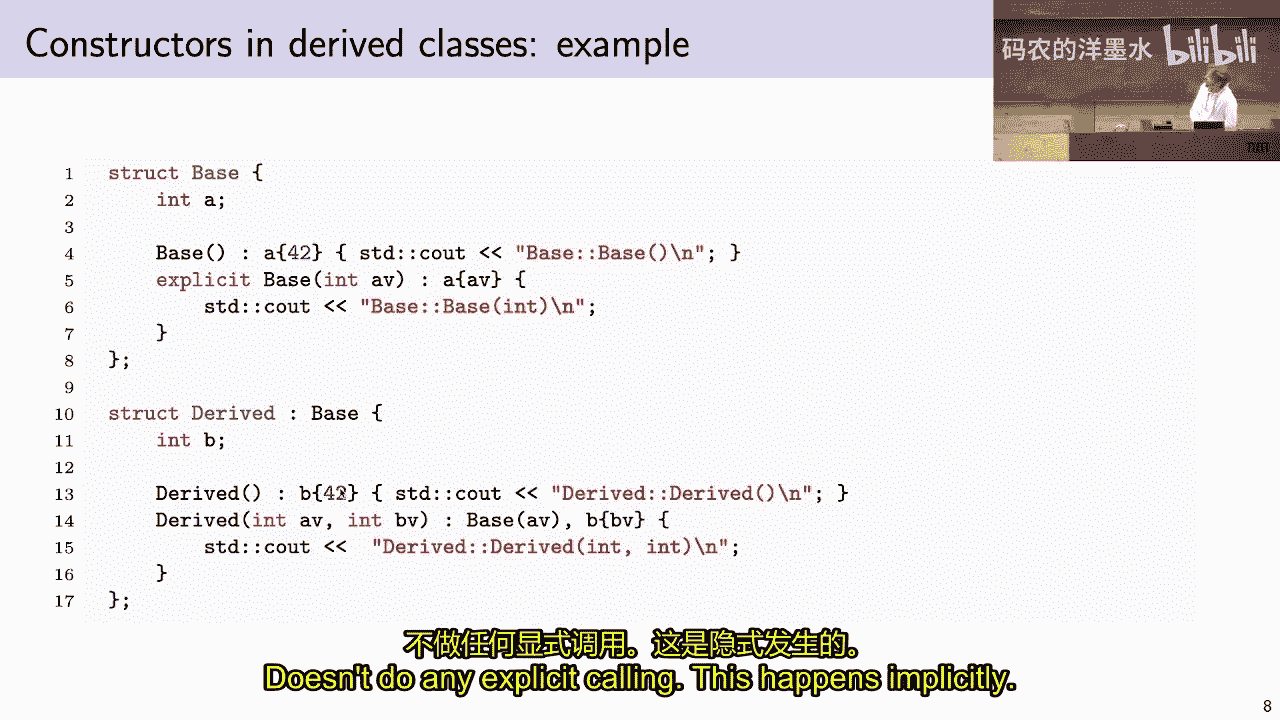 Constructors in derived classes: example
码农的洋墨水 bilibili
1 struct Base {
2 int a;
3
4 Base() : a{42} { std::cout << "Base::Base()\n"; }
5 explicit Base(int av) : a{av} {
6 std::cout << "Base::Base(int)\n";
7 }
8 };
9
10 struct Derived : Base {
11 int b;
12
13 Derived() : b{42} { std::cout << "Derived::Derived()\n"; }
14 Derived(int av, int bv) : Base(av), b{bv} {
15 std::cout << "Derived::Derived(int, int)\n";
16 }
17 };
不做任何显式调用。这是隐式发生的。
Doesn't do any explicit calling. This happens implicitly.
8